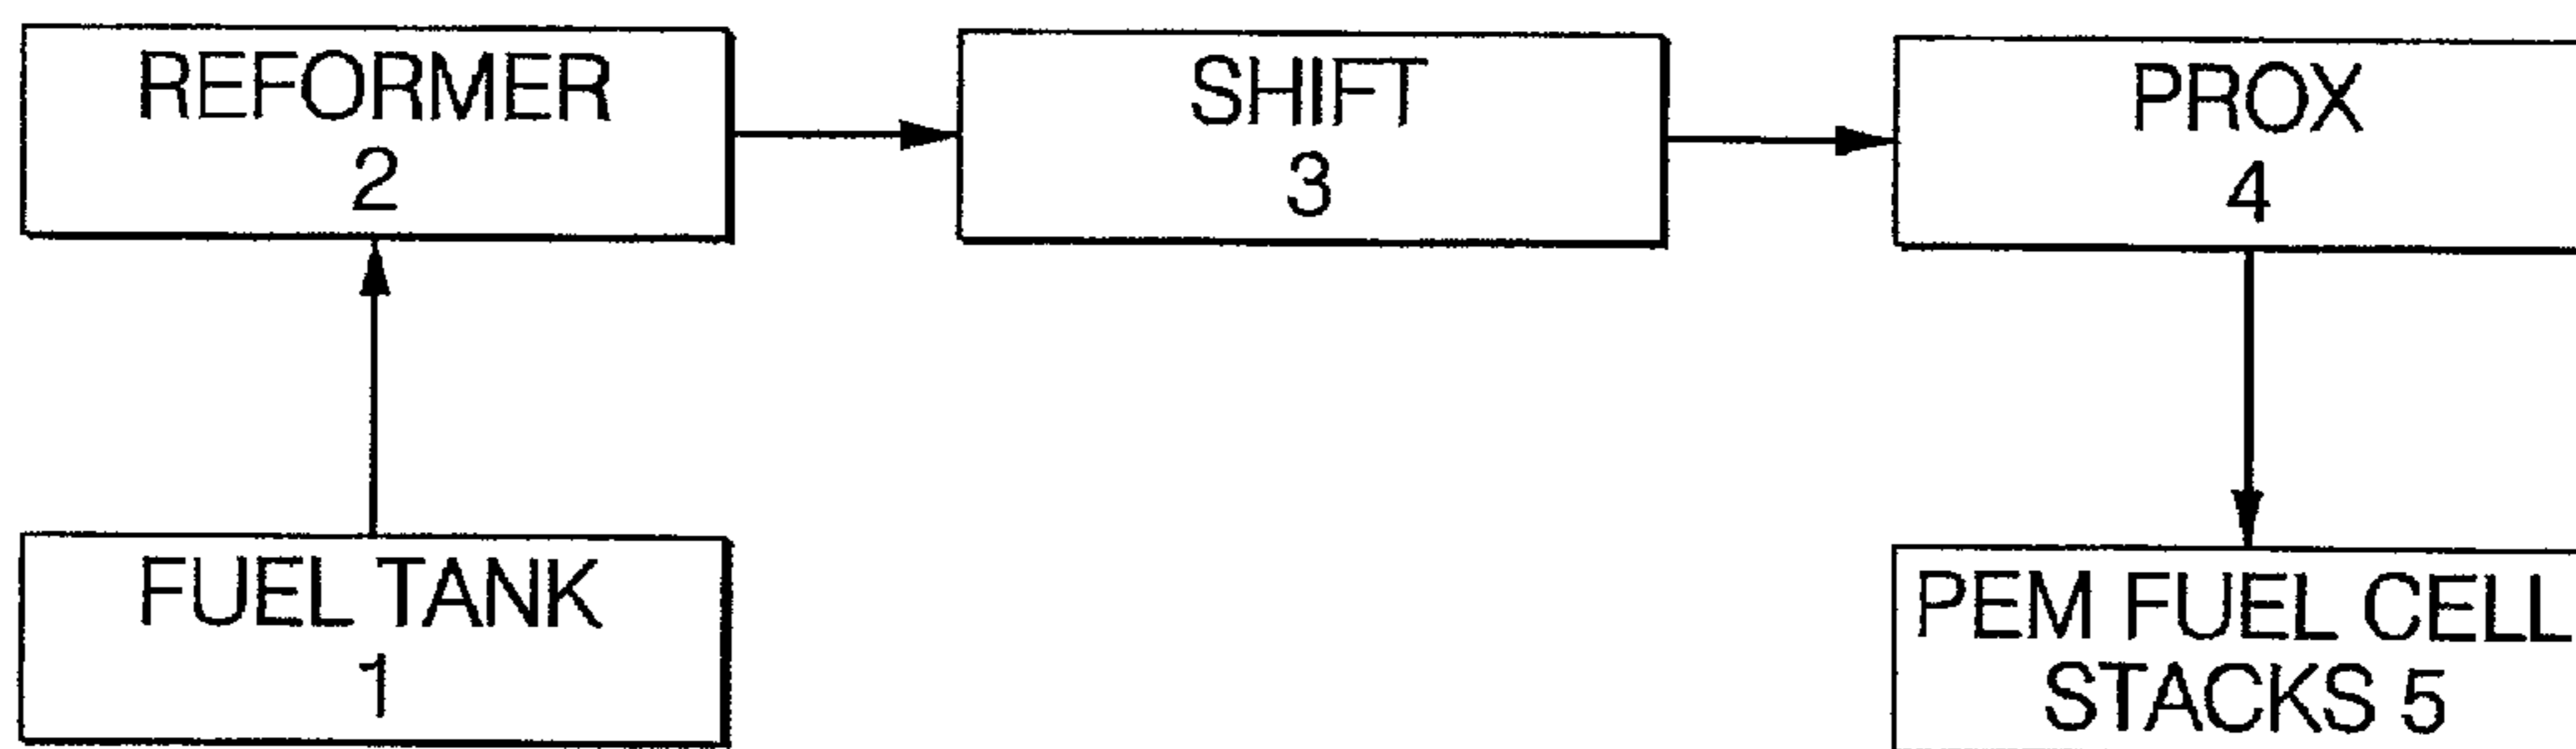 REFORMER
2
SHIFT
3
PROX
4
FUEL TANK
1
PEM FUEL CELL
STACKS 5